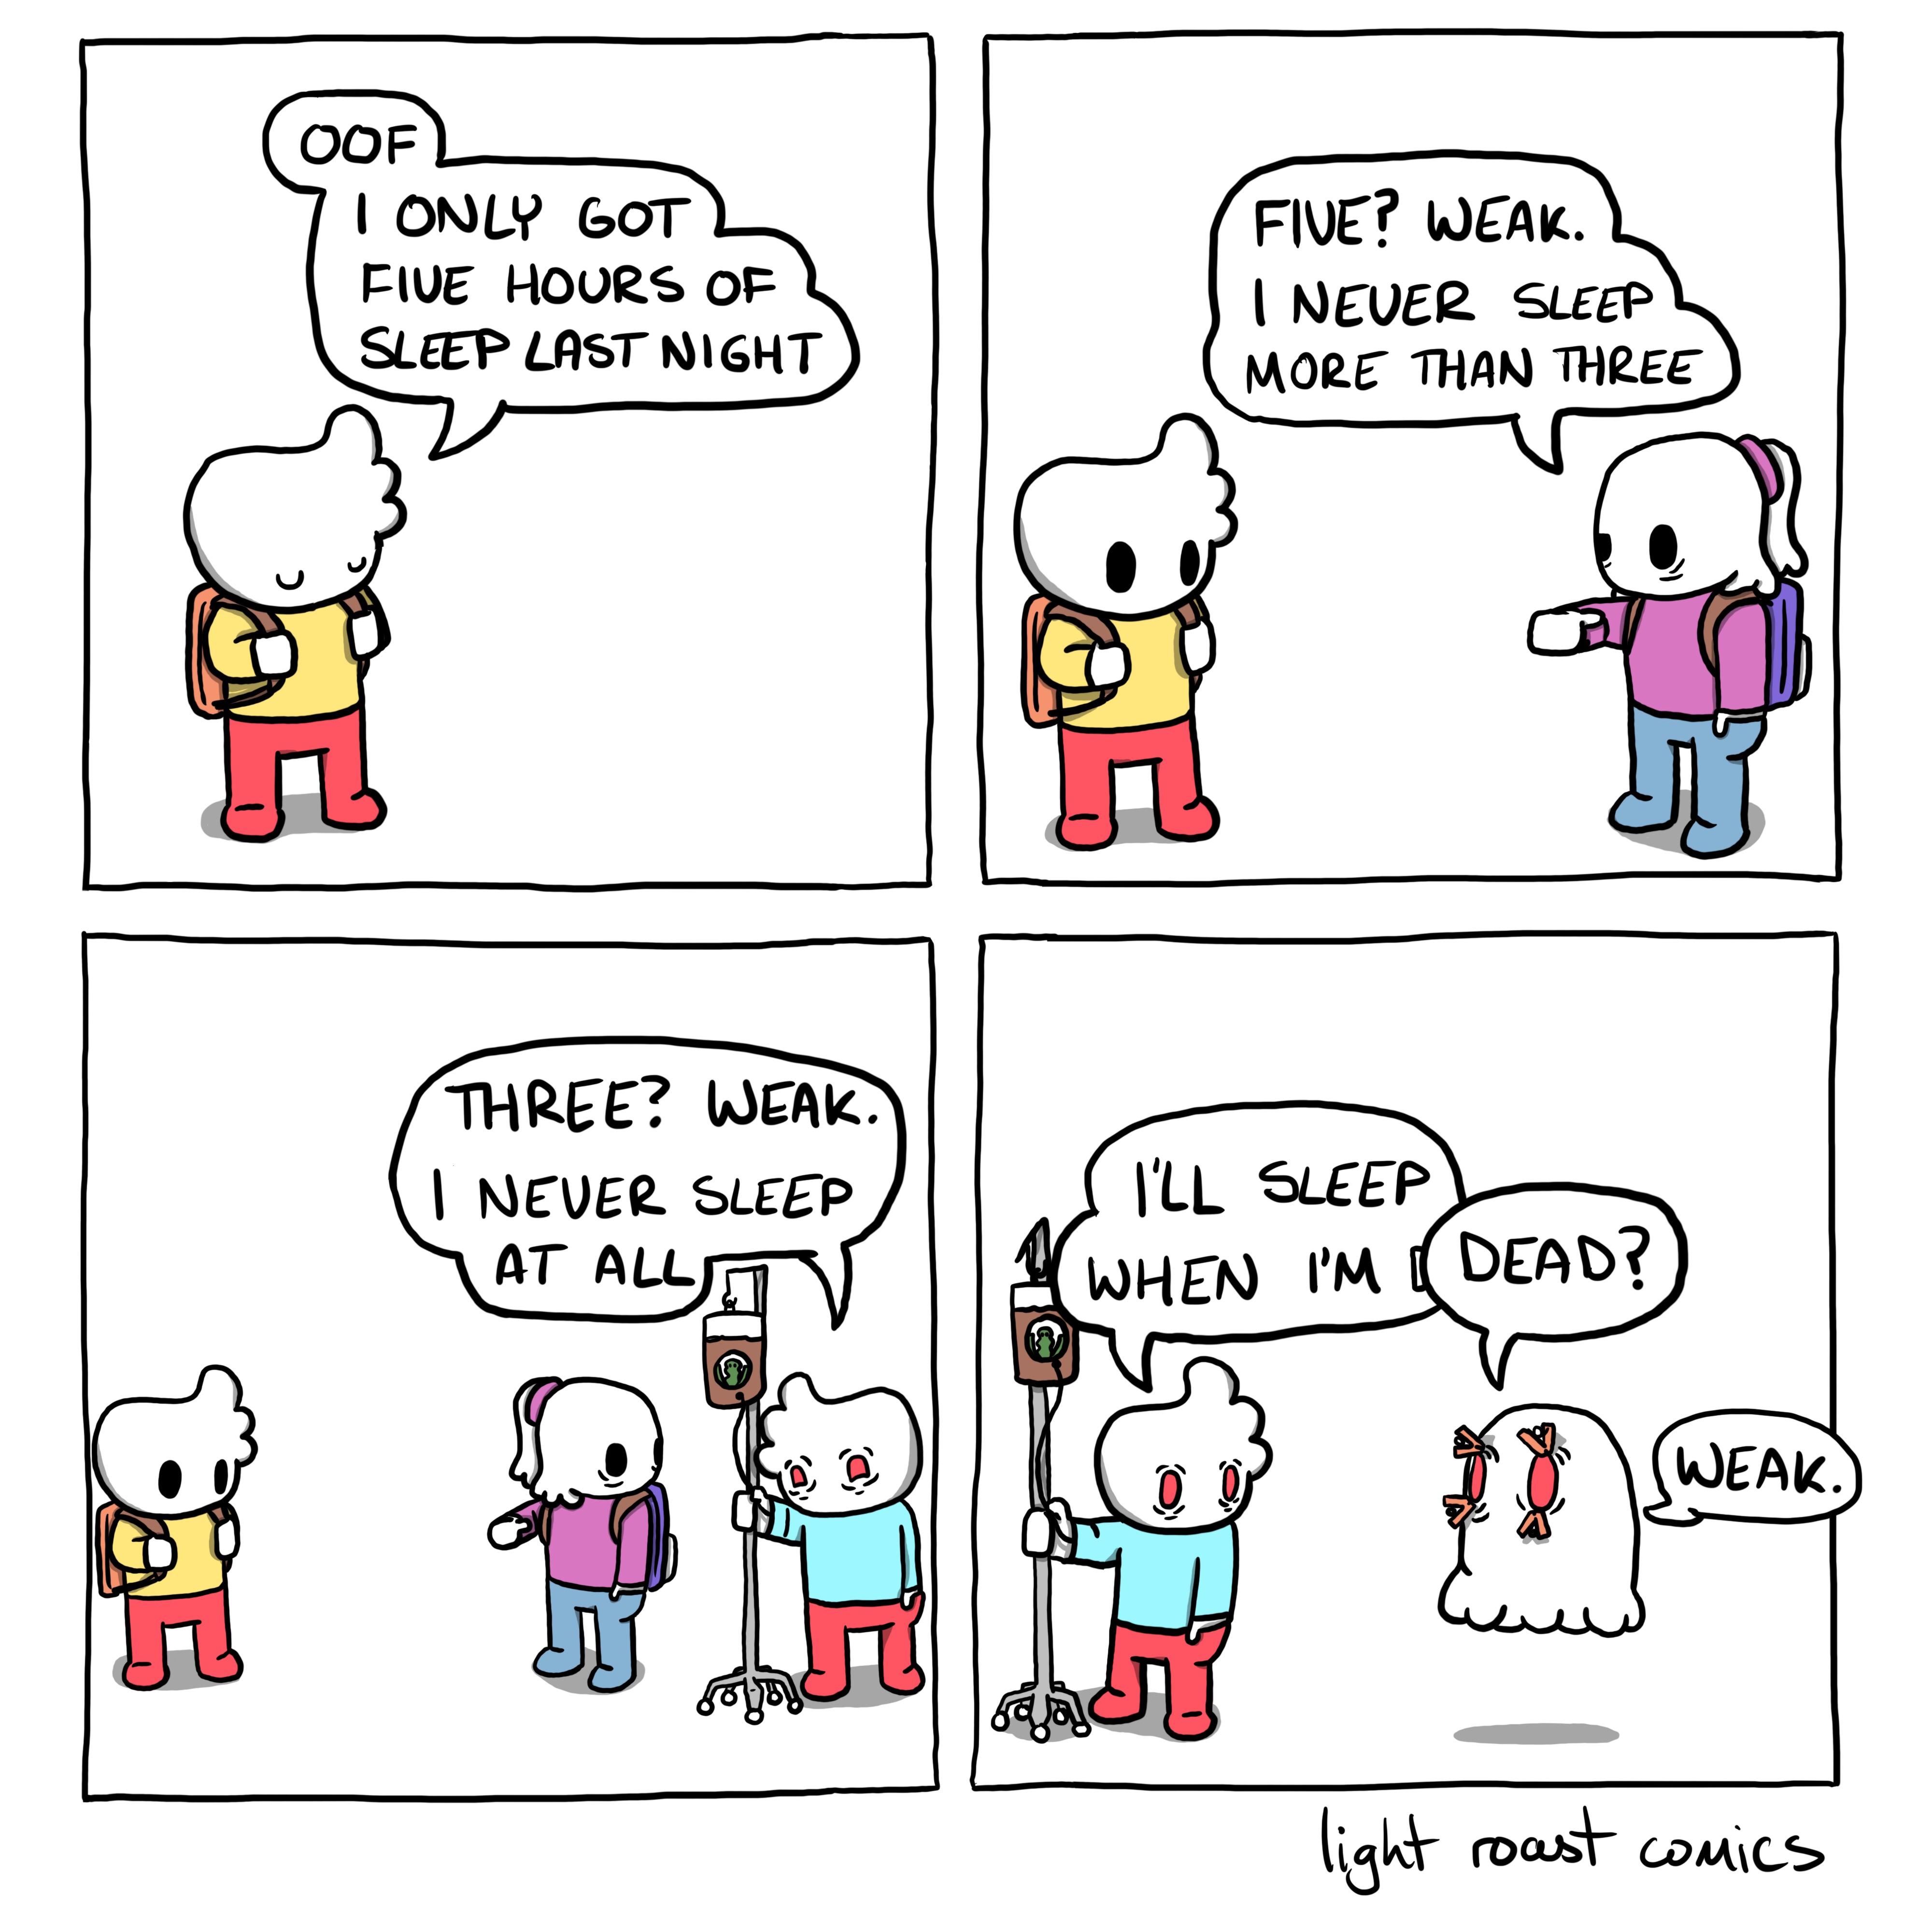 OOF
I ONLY GOT
FIVE HOURS OF
SLEEP LAST NIGHT
FIVE? WEAK.
I NEVER SLEEP
MORE THAN THREE
THREE? WEAK.
I NEVER SLEEP
AT ALL
I'LL SLEEP
WHEN I'M
DEAD?
WEAK.
light roast comics